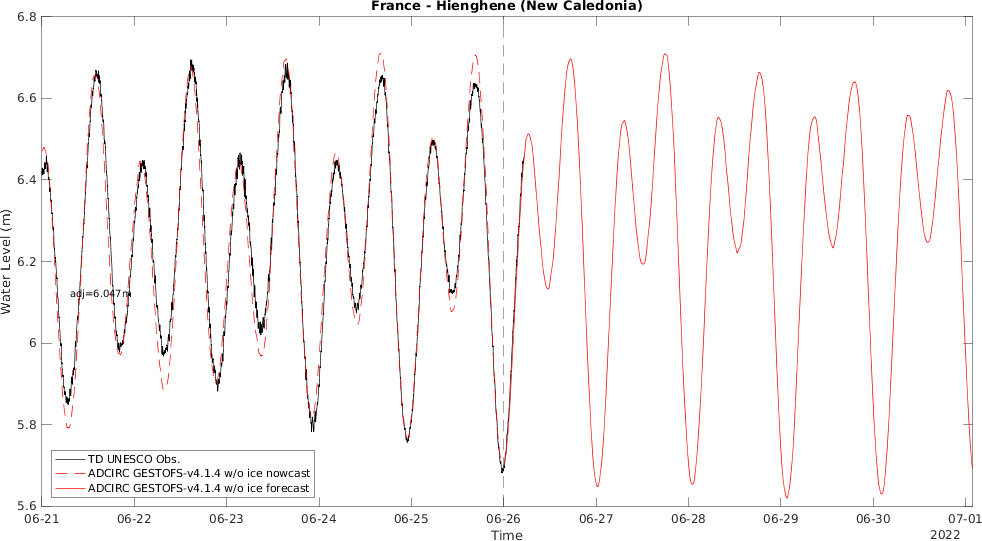 France - Hienghene (New Caledonia)
6.8
6.6
6.4
6.2
6
5.8
5.6
Water Level (m)
adj=6.047m
TD UNESCO Obs.
ADCIRC GESTOFS-v4.1.4 w/o ice nowcast
ADCIRC GESTOFS-v4.1.4 w/o ice forecast
06-21 06-22 06-23 06-24 06-25 06-26 06-27 06-28 06-29 06-30 07-01
2022
Time